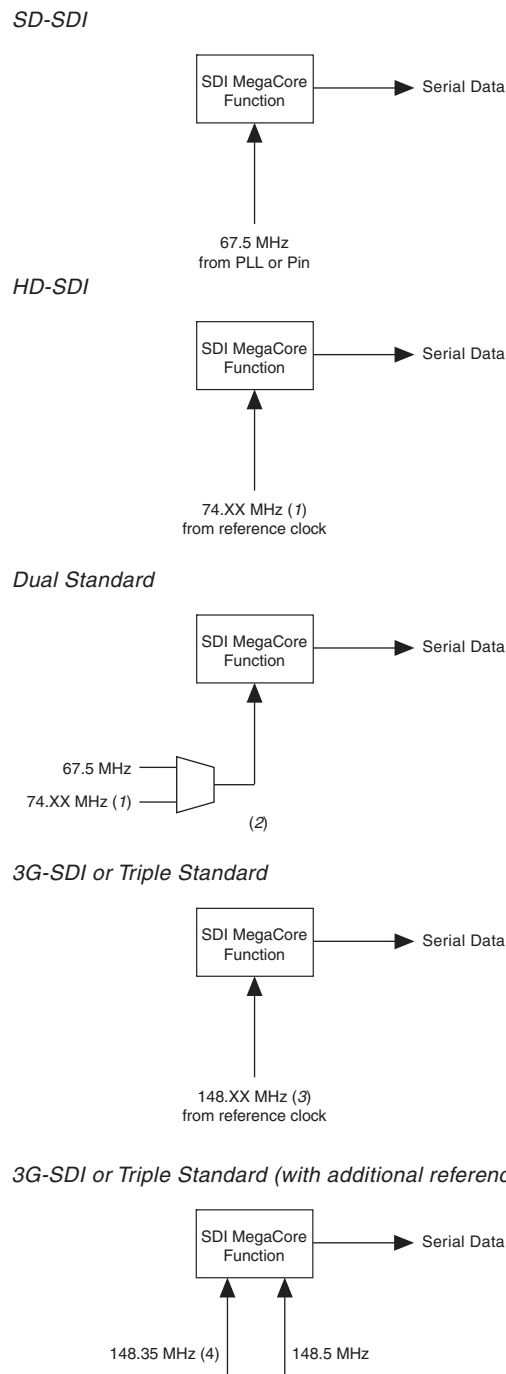 SD-SDI
SDI MegaCore
Function
Serial Data
67.5 MHz
from PLL or Pin
HD-SDI
SDI MegaCore
Function
Serial Data
74.XX MHz (1)
from reference clock
Dual Standard
SDI MegaCore
Function
Serial Data
67.5 MHz
74.XX MHz (1)
(2)
3G-SDI or Triple Standard
SDI MegaCore
Function
Serial Data
148.XX MHz (3)
from reference clock
3G-SDI or Triple Standard (with additional referenc
SDI MegaCore
Function
Serial Data
148.35 MHz (4)
148.5 MHz